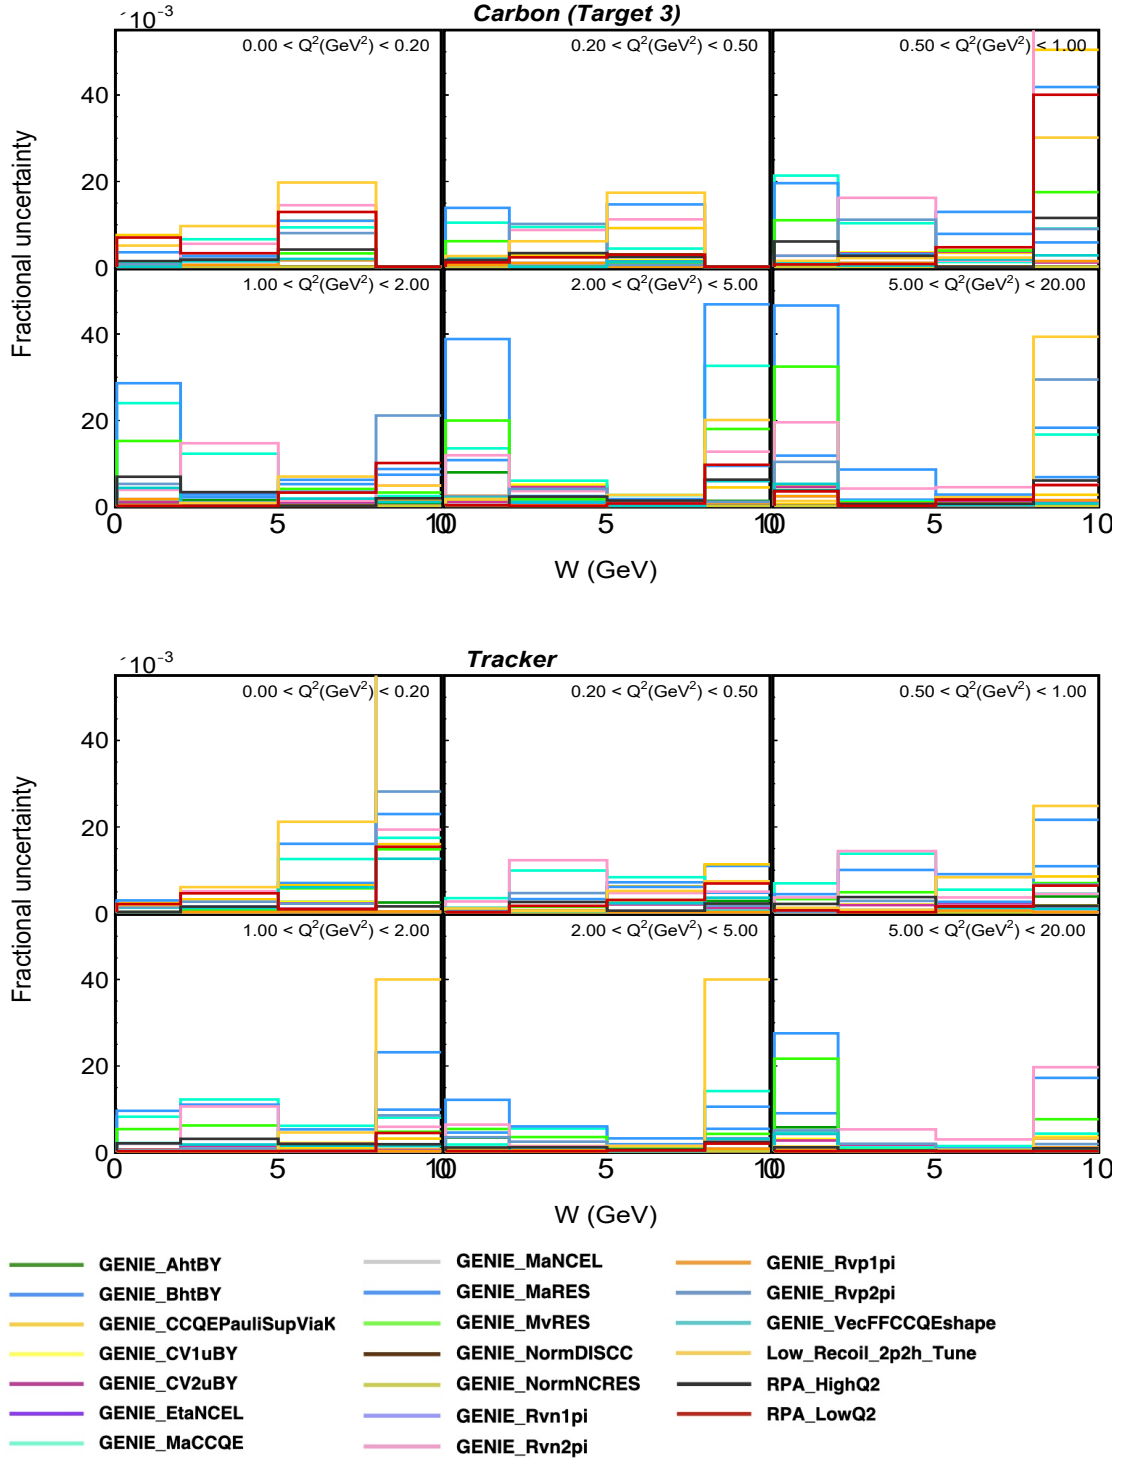 ´10⁻³
Carbon (Target 3)
0.00 < Q²(GeV²) < 0.20
0.20 < Q²(GeV²) < 0.50
0.50 < Q²(GeV²) < 1.00
40
20
0
Fractional uncertainty
1.00 < Q²(GeV²) < 2.00
2.00 < Q²(GeV²) < 5.00
5.00 < Q²(GeV²) < 20.00
40
20
0
0 5 10 0 5 10 0 5 10
W (GeV)
´10⁻³
Tracker
0.00 < Q²(GeV²) < 0.20
0.20 < Q²(GeV²) < 0.50
0.50 < Q²(GeV²) < 1.00
40
20
0
Fractional uncertainty
1.00 < Q²(GeV²) < 2.00
2.00 < Q²(GeV²) < 5.00
5.00 < Q²(GeV²) < 20.00
40
20
0
0 5 10 0 5 10 0 5 10
W (GeV)
GENIE_AhtBY
GENIE_BhtBY
GENIE_CCQEPauliSupViaK
GENIE_CV1uBY
GENIE_CV2uBY
GENIE_EtaNCEL
GENIE_MaCCQE
GENIE_MaNCEL
GENIE_MaRES
GENIE_MvRES
GENIE_NormDISCC
GENIE_NormNCRES
GENIE_Rvn1pi
GENIE_Rvn2pi
GENIE_Rvp1pi
GENIE_Rvp2pi
GENIE_VecFFCCQEshape
Low_Recoil_2p2h_Tune
RPA_HighQ2
RPA_LowQ2